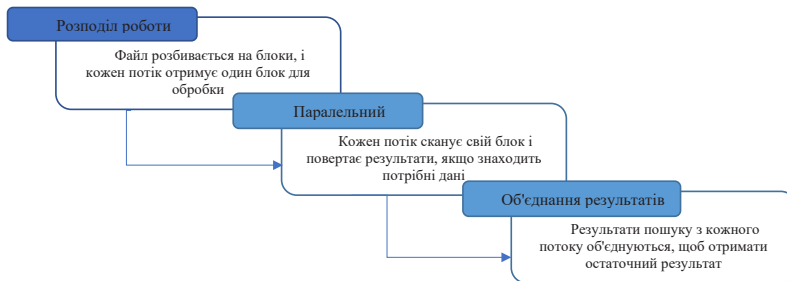 Розподіл роботи
Файл розбивається на блоки, і
кожен потік отримує один блок для
обробки
Паралельний
Кожен потік сканує свій блок і
повертає результати, якщо знаходить
потрібні дані
Об'єднання результатів
Результати пошуку з кожного
потоку об'єднуються, щоб отримати
остаточний результат